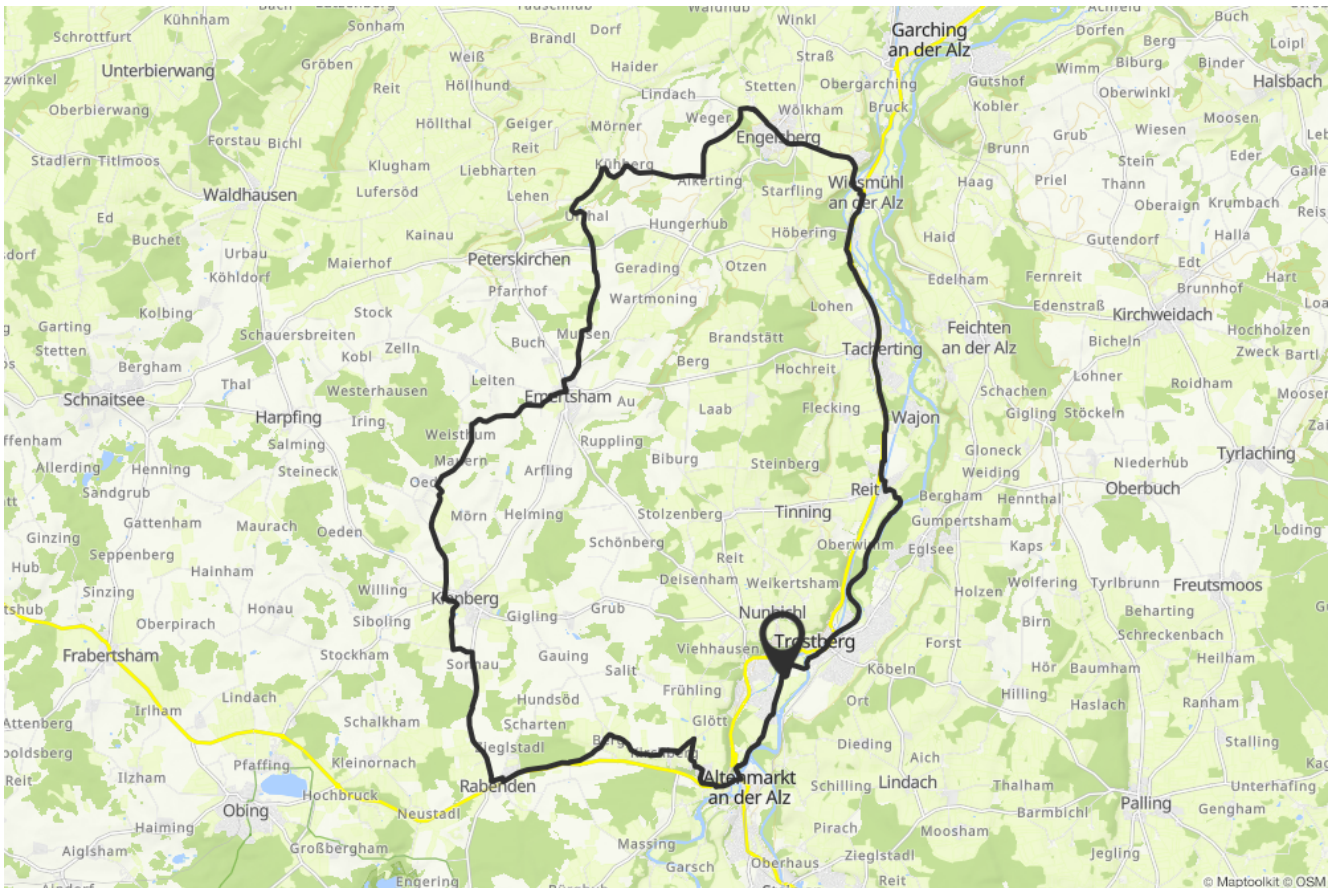 Kühnham
Sonham
Dorf
Winkl
Garching
an der Alz
Dorfen
Buch
Schrottfurt
Brandl
Weiß
Straß
Berg
Loipl
Unterbierwang
Gröben
Haider
Stetten
Obergarching
Gutshof
Wimm
Biburg
Binder
Halsbach
Reit
Höllhund
Lindach
Bruck
Kobler
Oberwinkl
Oberbierwang
Höllthal
Geiger
Mörner
Weger
Wölkham
Moosen
Forstau
Bichl
Reit
Engelsberg
Grub
Wiesen
Stadlern
Titlmoos
Klugham
Liebharten
Kühberg
Brunn
Stein
Eder
Waldhausen
Lufersöd
Lehen
Alkerting
Starfling
Wiesmühl
an der Alz
Haag
Priel
Thann
Ed
Unthal
Hungerhub
Höbering
Oberaign
Krumbach
Buchet
Kainau
Haid
Gutendorf
Halla
Urbau
Maierhof
Peterskirchen
Gerading
Otzen
Edelham
Fernreit
Edt
Hart
Köhldorf
Pfarrhof
Wartmoning
Lohen
Edenstraß
Brunnhof
Kolbing
Stock
Kirchweidach
Garting
Schauersbreiten
Mussen
Brandstätt
Feichten
an der Alz
Hochholzen
Stetten
Zelln
Buch
Tacherting
Bicheln
Zweck
Bartl
Bergham
Kobl
Berg
Hochreit
Lohner
Thal
Westerhausen
Leiten
Schachen
Roidham
Schnaitsee
Emertsham
Au
Laab
Flecking
Wajon
Gigling
Stöckeln
Harpfing
Iring
Weisthum
Ruppling
Salming
Gloneck
Tyrlaching
Allerding
Henning
Steineck
Mayern
Arfling
Biburg
Steinberg
Weiding
Niederhub
Sandgrub
Oed
Reit
Bergham
Hennthal
Oberbuch
Gattenham
Maurach
Oeden
Mörn
Helming
Stolzenberg
Tinning
Gumpertsham
Loding
Ginzing
Seppenberg
Schönberg
Oberwimm
Eglsee
Kaps
Hub
Hainham
Willing
Reit
Deisenham
Weikertsham
Wolfering
Tyrlbrunn
Freutsmoos
Sinzing
Honau
Kienberg
Grub
Holzen
Oberpirach
Siboling
Gigling
Nunbichl
Birn
Beharting
Frabertsham
Stockham
Viehhausen
Trostberg
Forst
Schreckenbach
Sornau
Gauing
Salit
Köbeln
Hör
Baumham
Heilham
Lindach
Hundsöd
Frühling
Ort
Hilling
Haslach
Ranham
Attenberg
Irlham
Schalkham
Scharten
Glött
Dieding
Stalling
Pfaffing
Kleinornach
Zieglstadl
Aich
Reit
Ilzham
Hochbruck
Rabenden
Altenmarkt
an der Alz
Schilling
Lindach
Thalham
Unterhafing
Obing
Neustadl
Palling
Gengham
Haiming
Barmbichl
Aiglsham
Großbergham
Massing
Pirach
Moosham
Engering
Garsch
Oberhaus
Zieglstadl
Jegling
Reit
© Maptoolkit © OSM